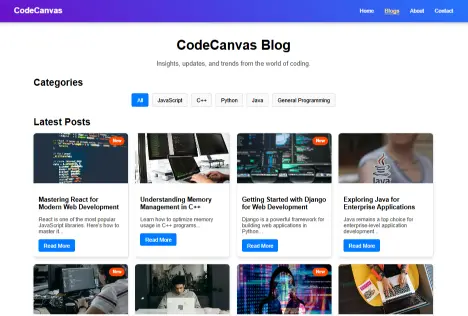 CodeCanvas
Home Blogs About Contact
CodeCanvas Blog
Insights, updates, and trends from the world of coding.
Categories
All JavaScript C++ Python Java General Programming
Latest Posts
New
Mastering React for
Modern Web Development
React is one of the most popular
JavaScript libraries. Here's how to
master it...
Read More
Understanding Memory
Management in C++
Learn how to optimize memory
usage in C++ programs...
Read More
New
Getting Started with Django
for Web Development
Django is a powerful framework for
building web applications in
Python...
Read More
Java
Exploring Java for
Enterprise Applications
Java remains a top choice for
enterprise-level application
development...
Read More
New
New